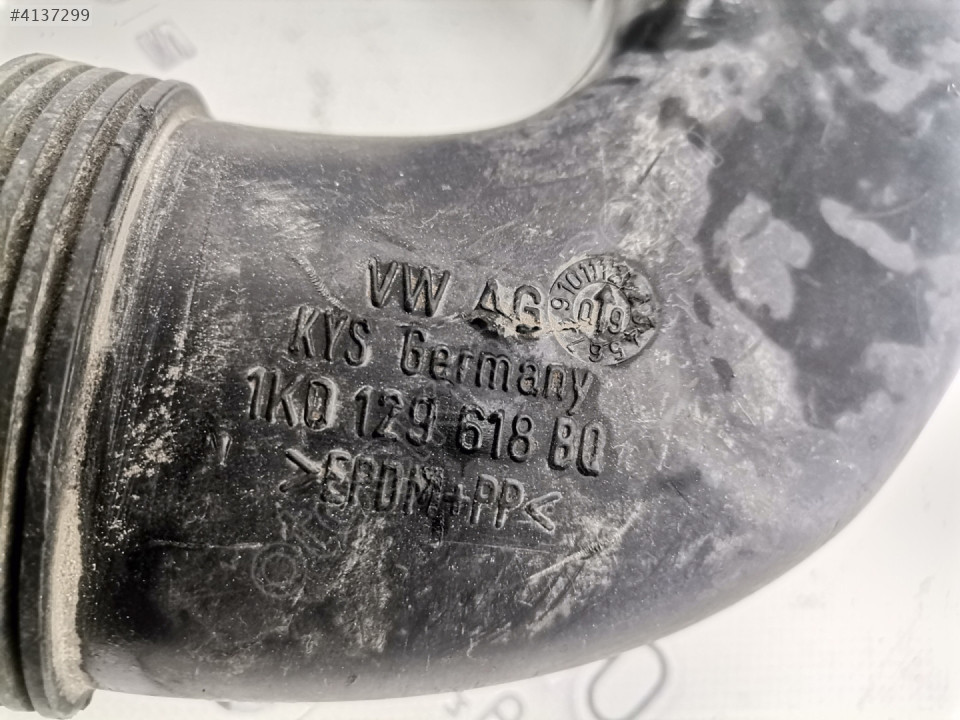 #4137299
VW AG
KYS Germany
1K0 129 618 BQ
>EPDM+PP<